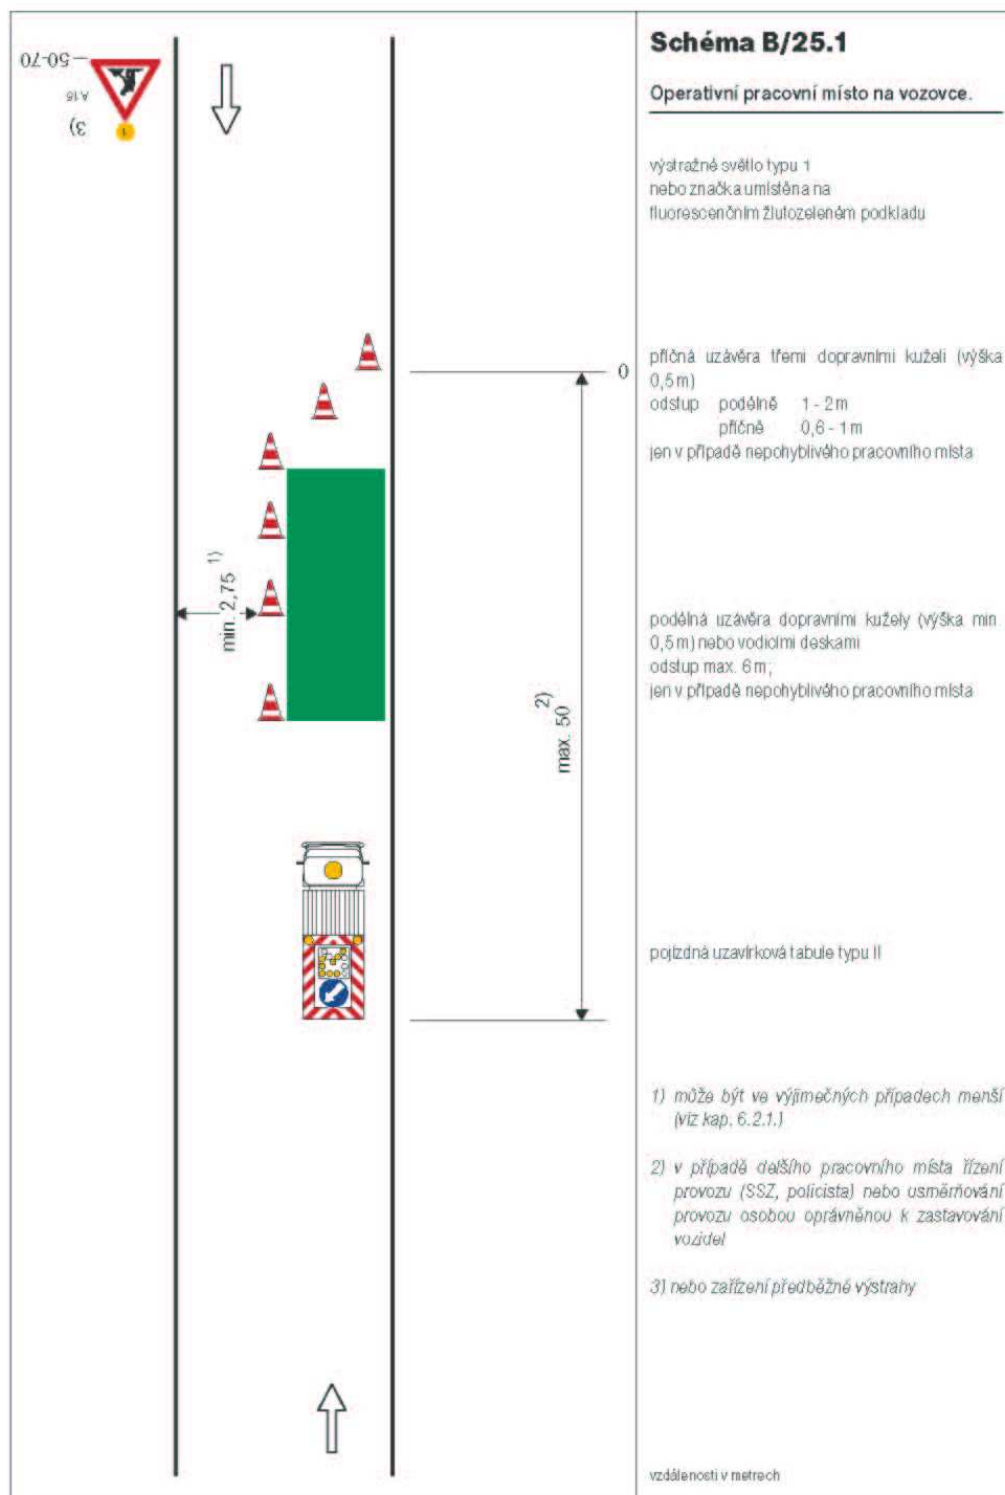 50-70
A15
3)
1
min. 2,75 1)
max. 50 2)
0
Schéma B/25.1
Operativní pracovní místo na vozovce.
výstražné světlo typu 1
nebo značka umístěna na
fluorescenčním žlutozeleném podkladu
příčná uzávěra třemi dopravními kuželi (výška
0,5 m)
odstup podélně 1 - 2 m
příčně 0,6 - 1 m
jen v případě nepohyblivého pracovního místa
podélná uzávěra dopravními kužely (výška min
0,5 m) nebo vodicími deskami
odstup max. 6 m;
jen v případě nepohyblivého pracovního místa
pojízdná uzavírková tabule typu II
1) může být ve výjimečných případech menší
(viz kap. 6.2.1.)
2) v případě delšího pracovního místa řízení
provozu (SSZ, policista) nebo usměrňování
provozu osobou oprávněnou k zastavování
vozidel
3) nebo zařízení předběžné výstrahy
vzdálenosti v metrech